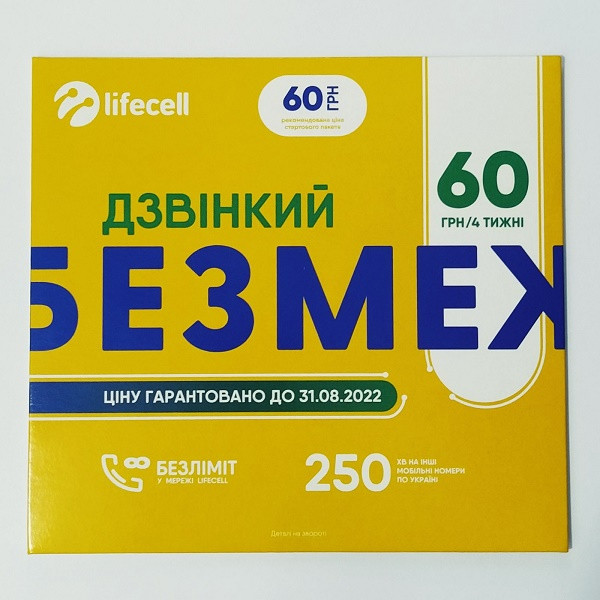 lifecell
60 ГРН
рекомендована ціна
стартового пакета
60
ГРН/4 ТИЖНІ
ДЗВІНКИЙ
БЕЗМЕЖ
ЦІНУ ГАРАНТОВАНО ДО 31.08.2022
БЕЗЛІМІТ
У МЕРЕЖІ LIFECELL
250
ХВ НА ІНШІ
МОБІЛЬНІ НОМЕРИ
ПО УКРАЇНІ
Деталі на звороті